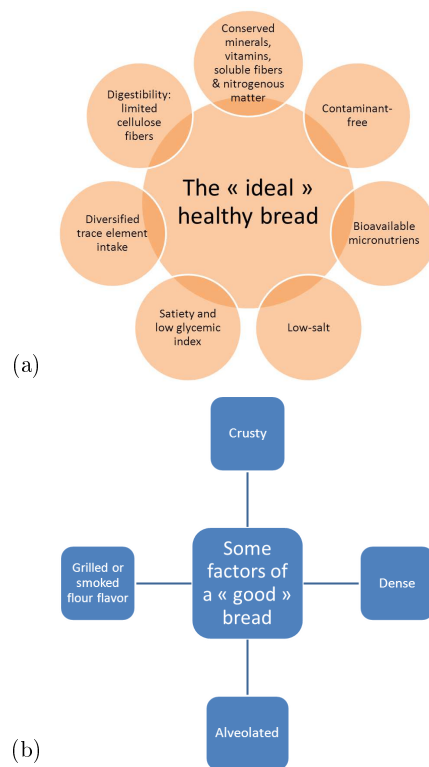 Conserved
minerals,
vitamins,
soluble fibers
& nitrogenous
matter
Digestibility:
limited
cellulose
fibers
Contaminant-
free
The « ideal »
healthy bread
Diversified
trace element
intake
Bioavailable
micronutriens
Satiety and
low glycemic
index
Low-salt
(a)
Crusty
Grilled or
smoked
flour flavor
Some
factors of
a « good »
bread
Dense
Alveolated
(b)